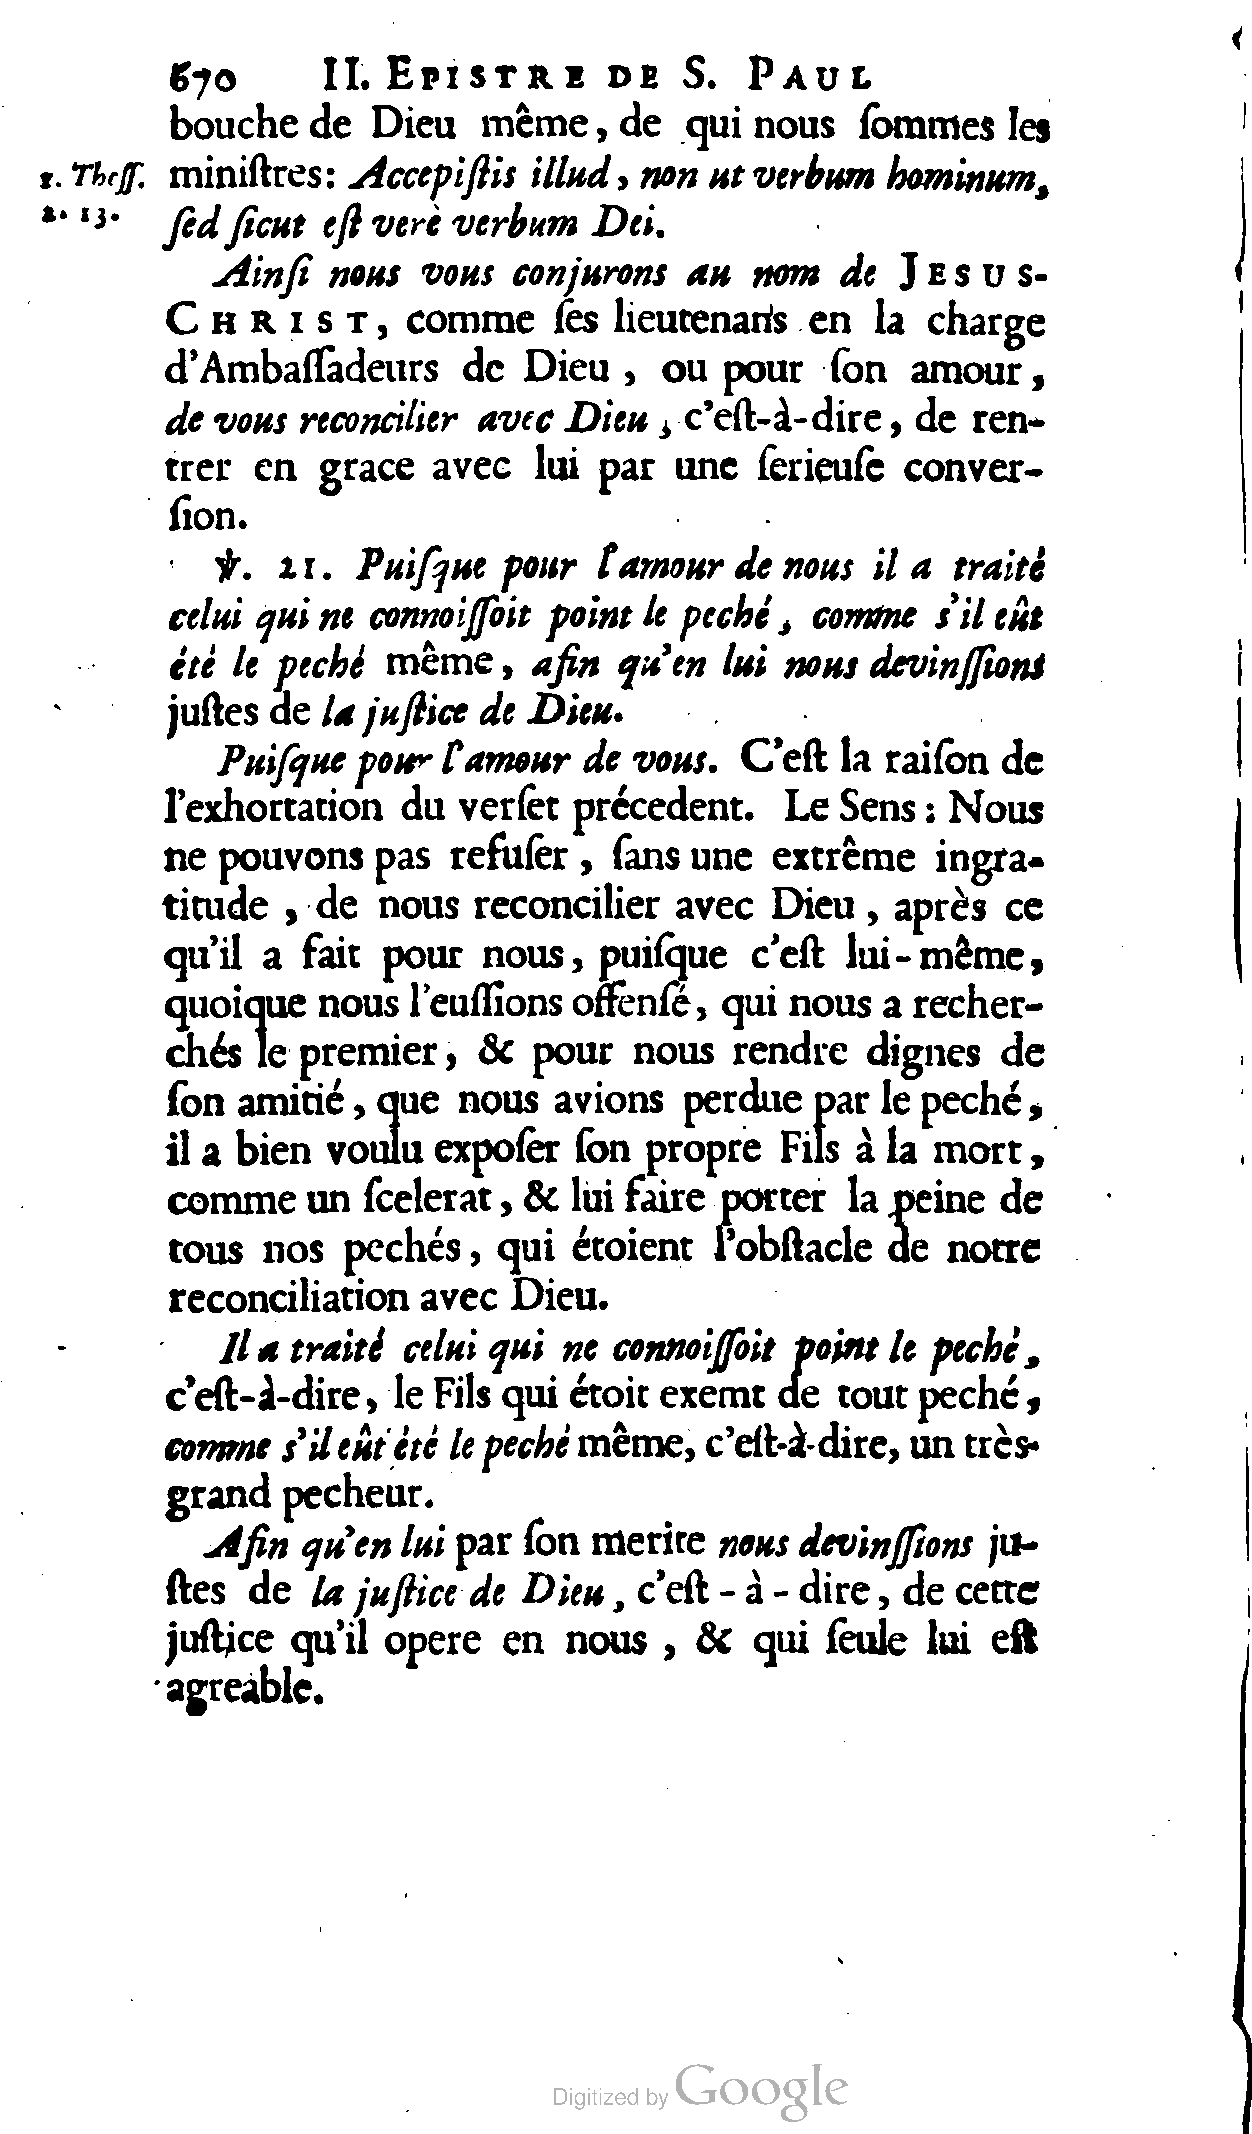 670 II. EPISTRE DE S. PAUL
bouche de Dieu même, de qui nous ſommes les
1. Theſſ. miniſtres: Accepiſtis illud, non ut verbum hominum,
2. 13. ſed ſicut eſt verè verbum Dei.
Ainſi nous vous conjurons au nom de JESUS-
CHRIST, comme ſes lieutenans en la charge
d'Ambaſſadeurs de Dieu, ou pour ſon amour,
de vous reconcilier avec Dieu, c'eſt-à-dire, de ren-
trer en grace avec lui par une ſerieuſe conver-
ſion.
℣. 21. Puiſque pour l'amour de nous il a traité
celui qui ne connoiſſoit point le peché, comme s'il eût
été le peché même, afin qu'en lui nous devinſſions
juſtes de la juſtice de Dieu.
Puiſque pour l'amour de vous. C'eſt la raiſon de
l'exhortation du verſet précedent. Le Sens: Nous
ne pouvons pas refuſer, ſans une extrême ingra-
titude, de nous reconcilier avec Dieu, après ce
qu'il a fait pour nous, puiſque c'eſt lui-même,
quoique nous l'euſſions offenſé, qui nous a recher-
chés le premier, & pour nous rendre dignes de
ſon amitié, que nous avions perdue par le peché,
il a bien voulu expoſer ſon propre Fils à la mort,
comme un ſcelerat, & lui faire porter la peine de
tous nos pechés, qui étoient l'obſtacle de notre
reconciliation avec Dieu.
Il a traité celui qui ne connoiſſoit point le peché,
c'eſt-à-dire, le Fils qui étoit exemt de tout peché,
comme s'il eût été le peché même, c'eſt-à-dire, un très-
grand pecheur.
Afin qu'en lui par ſon merite nous devinſſions ju-
ſtes de la juſtice de Dieu, c'eſt-à-dire, de cette
juſtice qu'il opere en nous, & qui ſeule lui eſt
agreable.
Digitized by Google